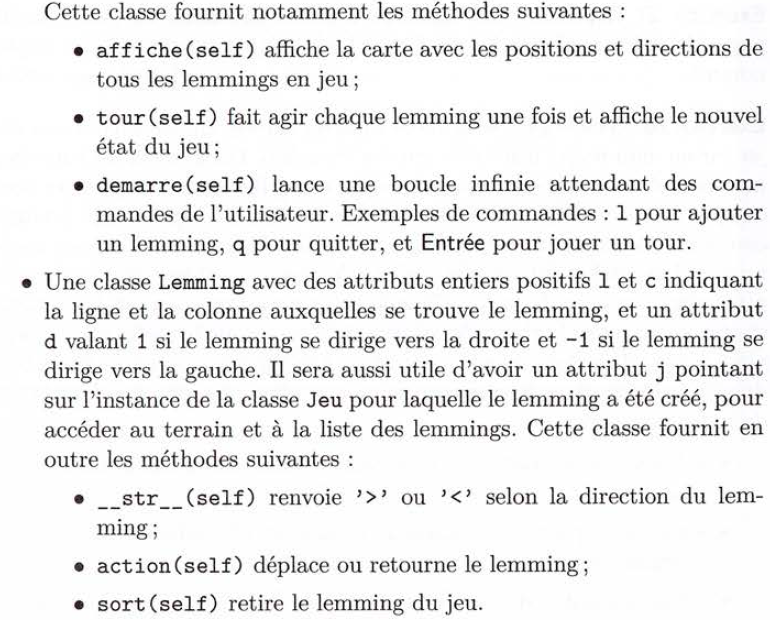 Cette classe fournit notamment les méthodes suivantes :
• affiche(self) affiche la carte avec les positions et directions de
tous les lemmings en jeu ;
• tour(self) fait agir chaque lemming une fois et affiche le nouvel
état du jeu ;
• demarre(self) lance une boucle infinie attendant des com-
mandes de l'utilisateur. Exemples de commandes : l pour ajouter
un lemming, q pour quitter, et Entrée pour jouer un tour.
• Une classe Lemming avec des attributs entiers positifs l et c indiquant
la ligne et la colonne auxquelles se trouve le lemming, et un attribut
d valant 1 si le lemming se dirige vers la droite et -1 si le lemming se
dirige vers la gauche. Il sera aussi utile d'avoir un attribut j pointant
sur l'instance de la classe Jeu pour laquelle le lemming a été créé, pour
accéder au terrain et à la liste des lemmings. Cette classe fournit en
outre les méthodes suivantes :
• __str__(self) renvoie '>' ou '<' selon la direction du lem-
ming ;
• action(self) déplace ou retourne le lemming ;
• sort(self) retire le lemming du jeu.